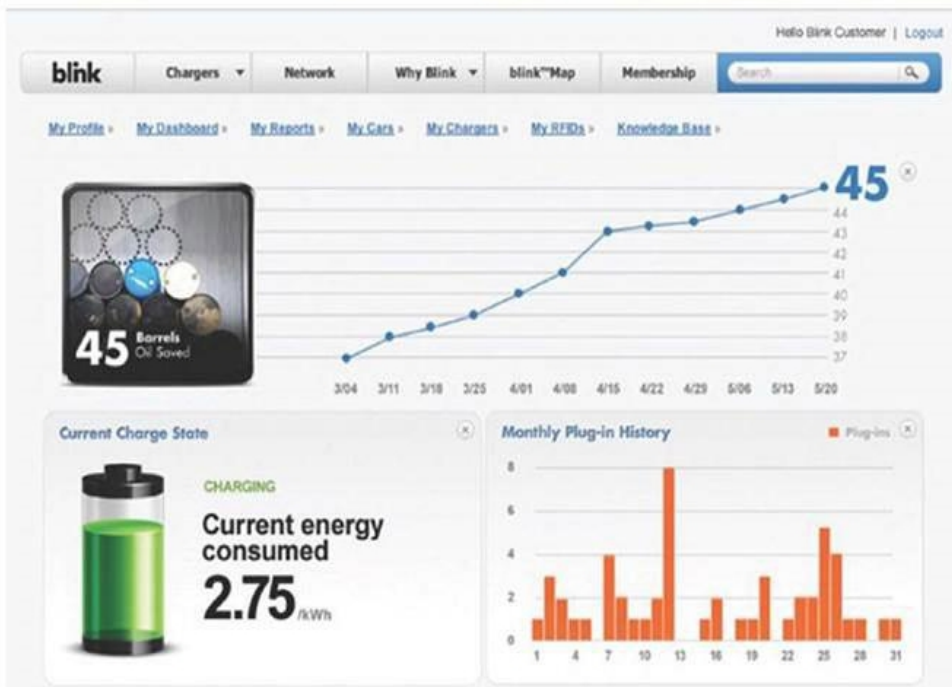 Hello Blink Customer | Logout
blink Chargers ▼ Network Why Blink ▼ blink™Map Membership Search
My Profile » My Dashboard » My Reports » My Cars » My Chargers » My RFIDs » Knowledge Base »
45
44
43
42
41
40
39
38
37
45 Barrels
Oil Saved
3/04 3/11 3/18 3/25 4/01 4/08 4/15 4/22 4/29 5/06 5/13 5/20
Current Charge State
CHARGING
Current energy
consumed
2.75 /kWh
Monthly Plug-in History
Plug-ins
8
6
4
2
0
1 4 7 10 13 16 19 22 25 28 31